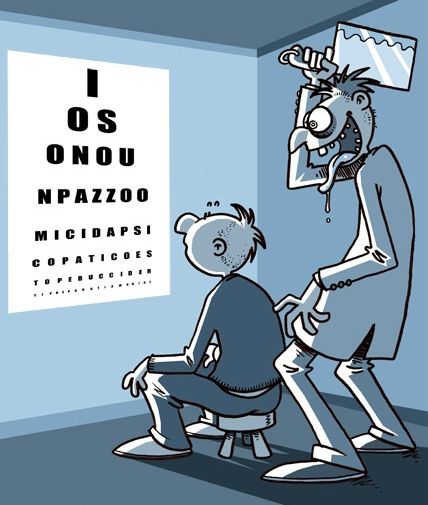 I
OS
ONOU
NPAZZOO
MICIDAPSI
COPATICOES
TOPERUCCIDER